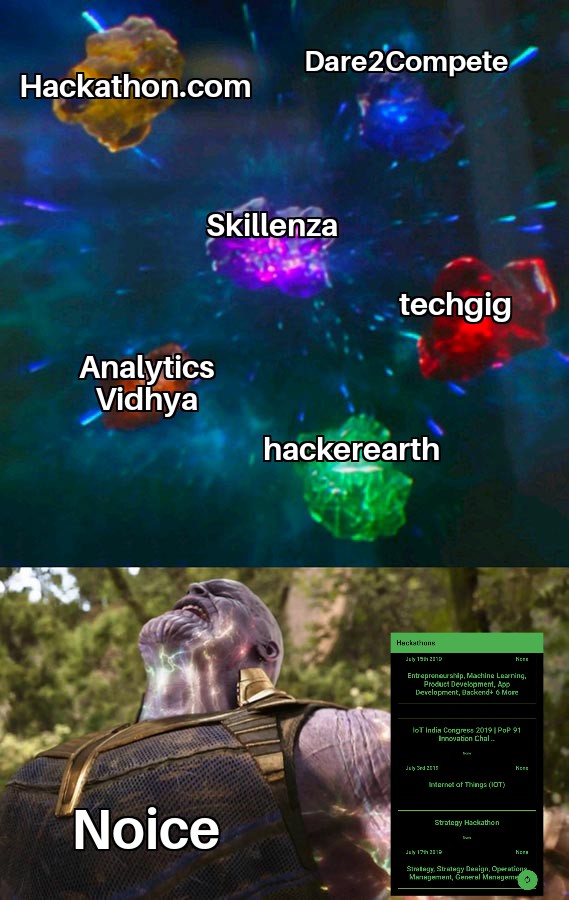 Hackathon.com
Dare2Compete
Skillenza
techgig
Analytics
Vidhya
hackerearth
Noice
Hackathons
July 15th 2019 None
Entrepreneurship, Machine Learning,
Product Development, App
Development, Backend+ 6 More
IoT India Congress 2019 | PoP 91
Innovation Chal ..
None
July 3rd 2019 None
Internet of Things (IOT)
Strategy Hackathon
July 17th 2019 None
Strategy, Strategy Design, Operations
Management, General Manageme